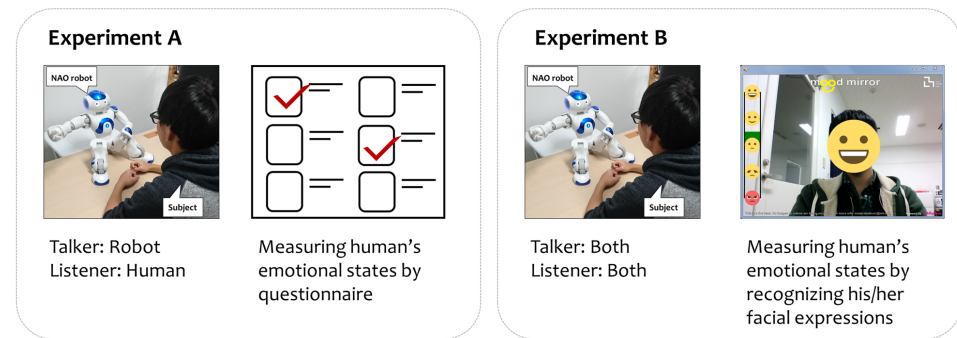 Experiment A
NAO robot
Subject
Talker: Robot
Listener: Human
Measuring human's
emotional states by
questionnaire
Experiment B
NAO robot
Subject
mood mirror
Talker: Both
Listener: Both
Measuring human's
emotional states by
recognizing his/her
facial expressions